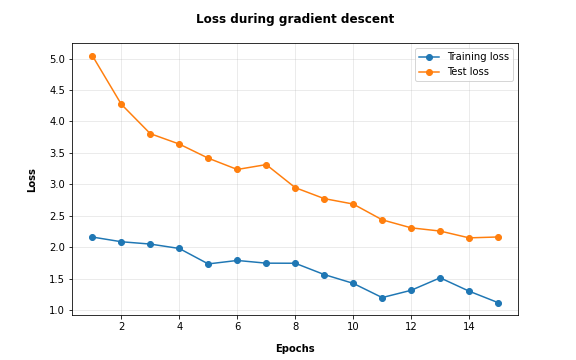 Loss during gradient descent
Training loss
Test loss
5.0
4.5
4.0
3.5
3.0
2.5
2.0
1.5
1.0
Loss
2 4 6 8 10 12 14
Epochs